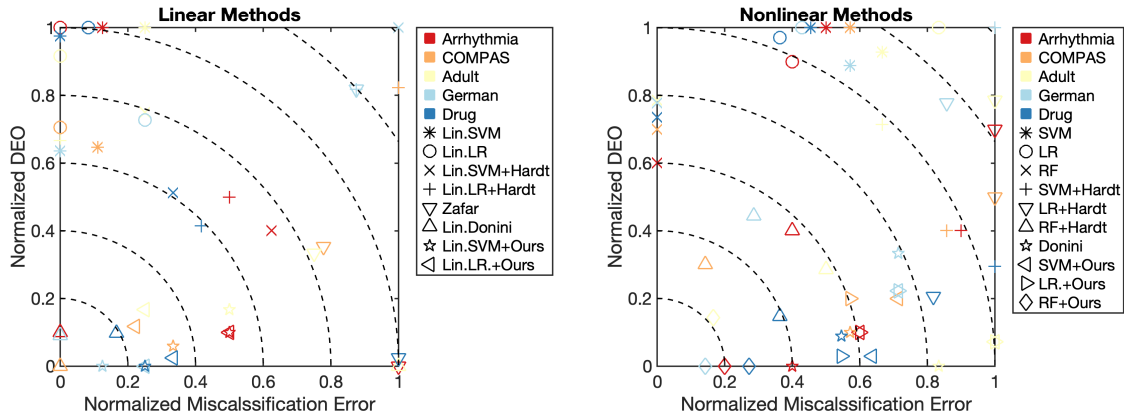 Linear Methods
Normalized DEO
1
0.8
0.6
0.4
0.2
0
0
0.2
0.4
0.6
0.8
1
Normalized Miscalssification Error
Arrhythmia
COMPAS
Adult
German
Drug
Lin.SVM
Lin.LR
Lin.SVM+Hardt
Lin.LR+Hardt
Zafar
Lin.Donini
Lin.SVM+Ours
Lin.LR.+Ours
Nonlinear Methods
Normalized DEO
1
0.8
0.6
0.4
0.2
0
0
0.2
0.4
0.6
0.8
1
Normalized Miscalssification Error
Arrhythmia
COMPAS
Adult
German
Drug
SVM
LR
RF
SVM+Hardt
LR+Hardt
RF+Hardt
Donini
SVM+Ours
LR.+Ours
RF+Ours